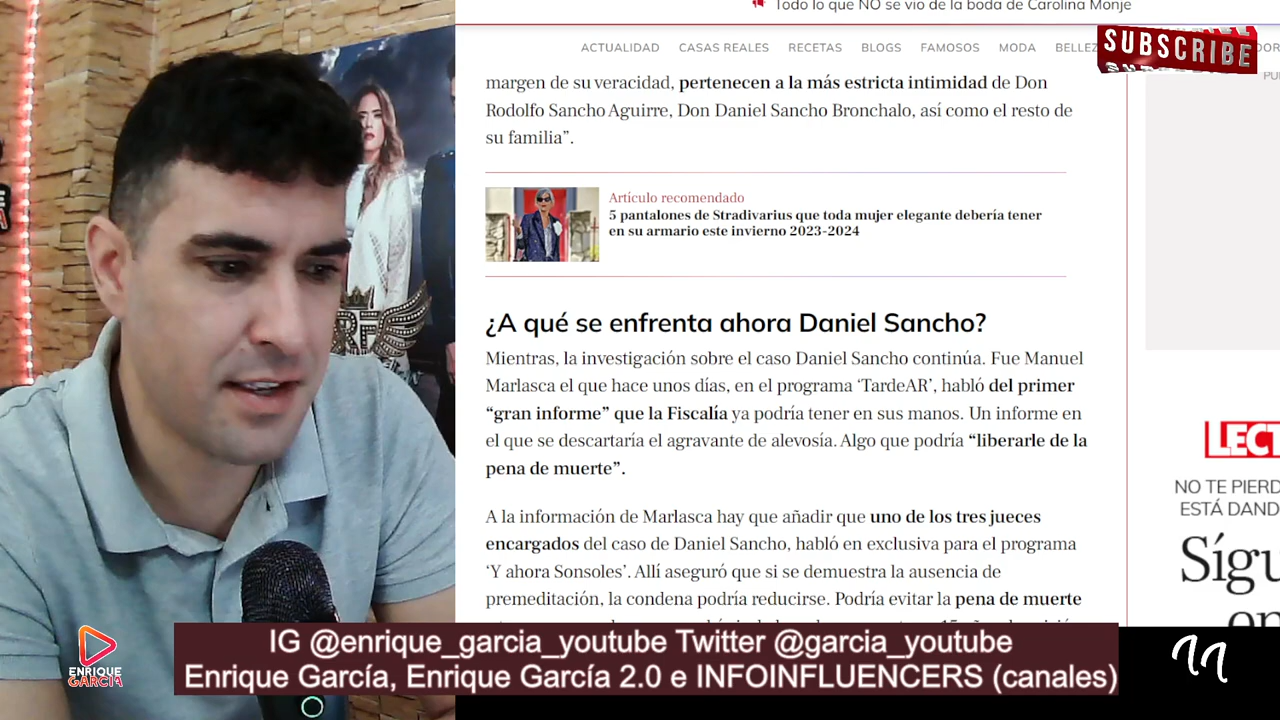 Todo lo que NO se vio de la boda de Carolina Monje
ACTUALIDAD CASAS REALES RECETAS BLOGS FAMOSOS MODA BELLEZ
SUBSCRIBE
margen de su veracidad, pertenecen a la más estricta intimidad de Don
Rodolfo Sancho Aguirre, Don Daniel Sancho Bronchalo, así como el resto de
su familia”.
Artículo recomendado
5 pantalones de Stradivarius que toda mujer elegante debería tener
en su armario este invierno 2023-2024
¿A qué se enfrenta ahora Daniel Sancho?
Mientras, la investigación sobre el caso Daniel Sancho continúa. Fue Manuel
Marlasca el que hace unos días, en el programa ‘TardeAR’, habló del primer
“gran informe” que la Fiscalía ya podría tener en sus manos. Un informe en
el que se descartaría el agravante de alevosía. Algo que podría “liberarle de la
pena de muerte”.
A la información de Marlasca hay que añadir que uno de los tres jueces
encargados del caso de Daniel Sancho, habló en exclusiva para el programa
‘Y ahora Sonsoles’. Allí aseguró que si se demuestra la ausencia de
premeditación, la condena podría reducirse. Podría evitar la pena de muerte
LECT
NO TE PIERD
ESTÁ DAND
Sígu
en
IG @enrique_garcia_youtube Twitter @garcia_youtube
Enrique García, Enrique García 2.0 e INFOINFLUENCERS (canales)
ENRIQUE
GARCÍA